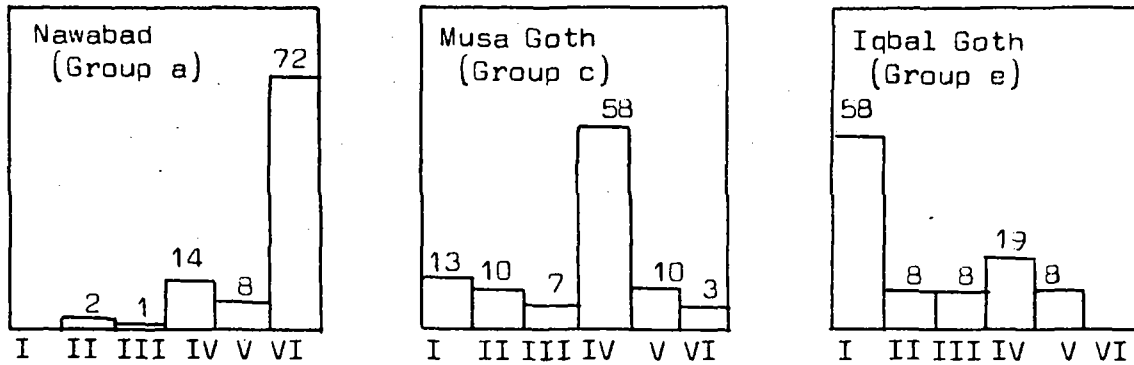 Nawabad
(Group a)
72
14
8
2
1
I II III IV V VI
Musa Goth
(Group c)
58
13
10
7
10
3
I II III IV V VI
Iqbal Goth
(Group e)
58
8
8
19
8
I II III IV V VI